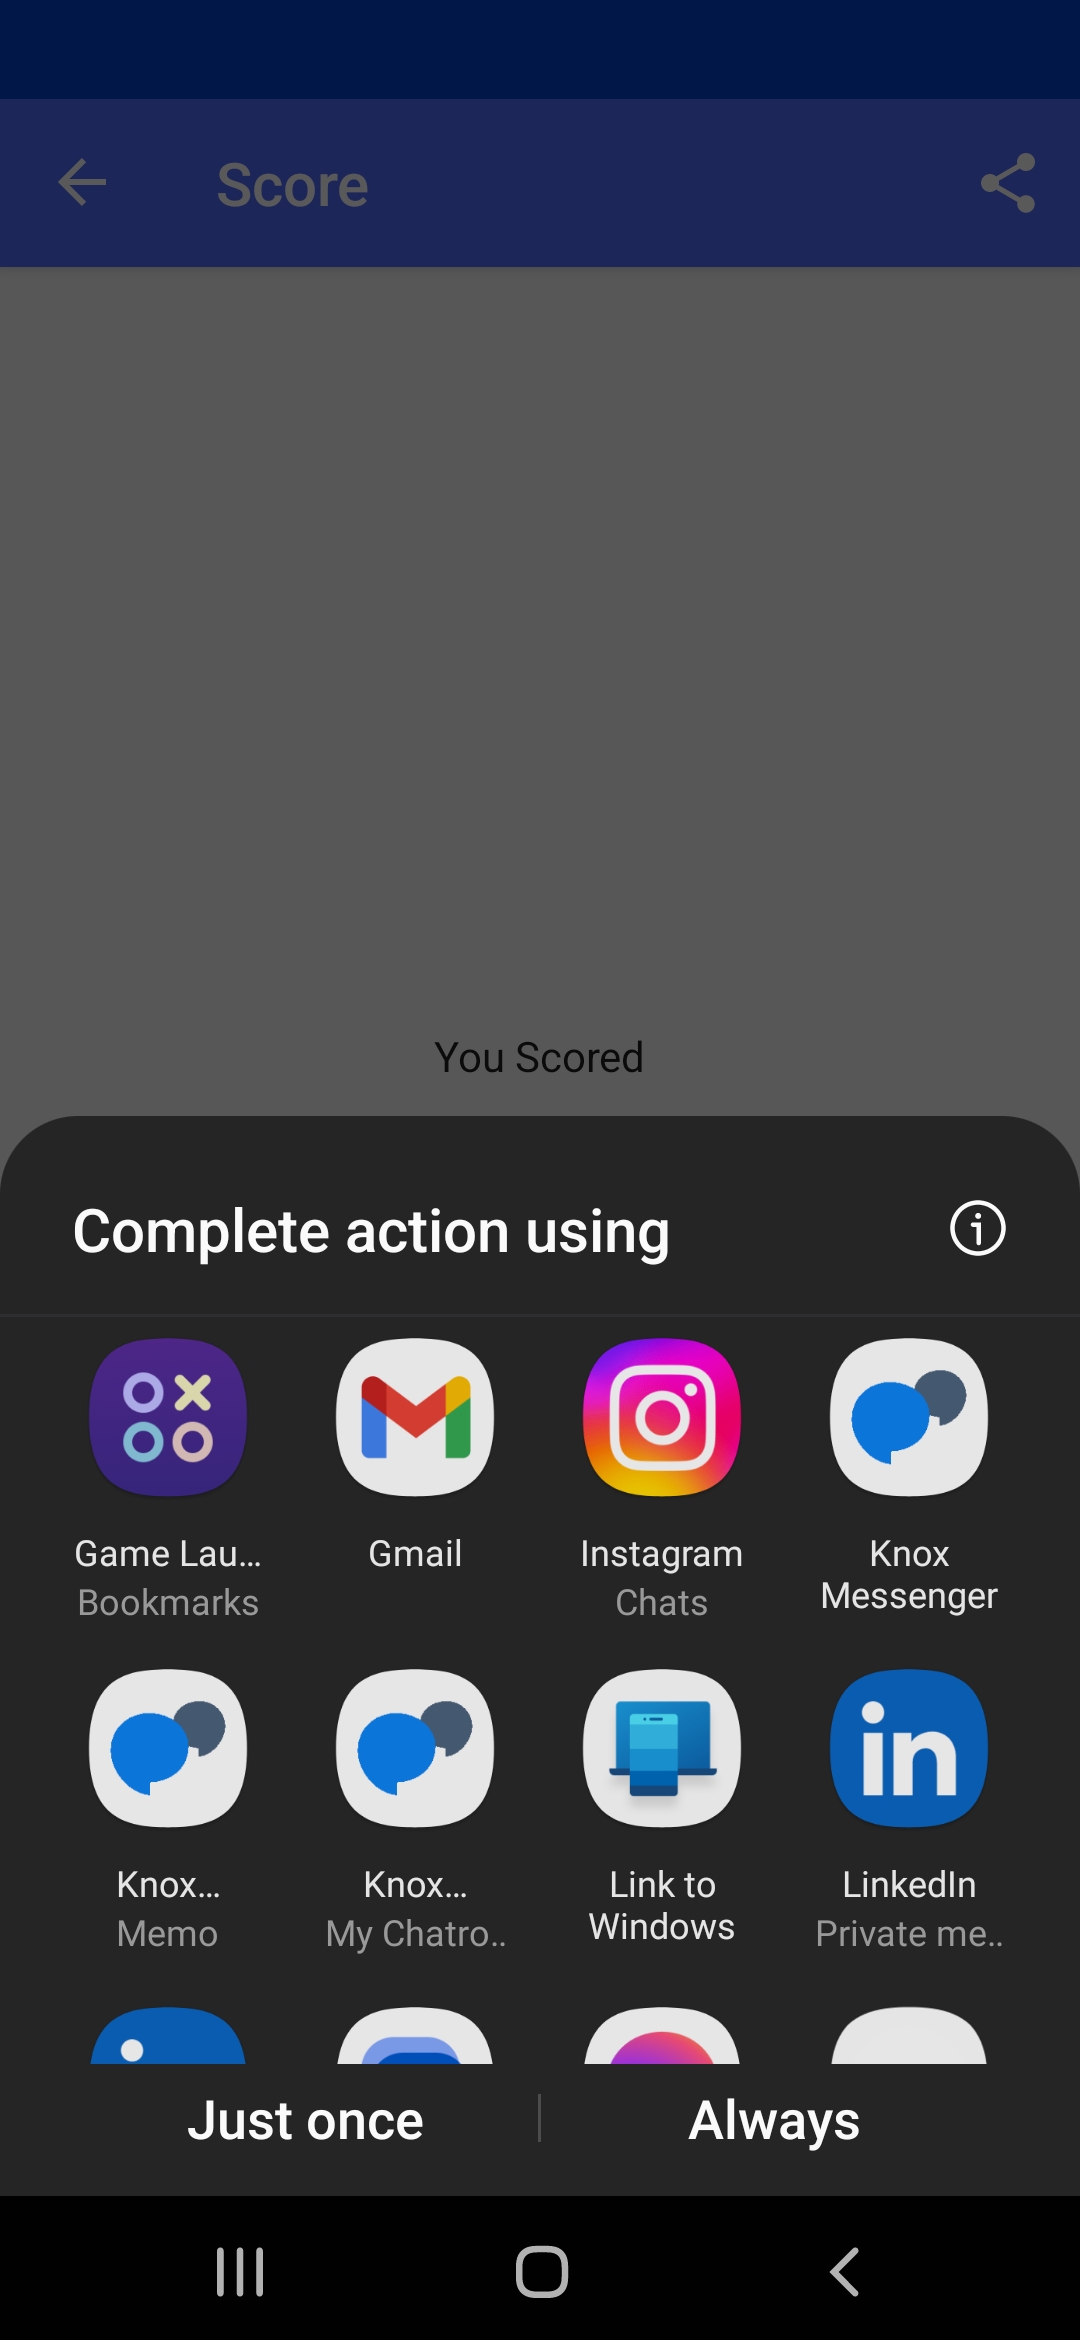 Score
You Scored
Complete action using
Game Lau...
Bookmarks
Gmail
Instagram
Chats
Knox
Messenger
Knox...
Memo
Knox...
My Chatro..
Link to
Windows
LinkedIn
Private me..
Just once
Always